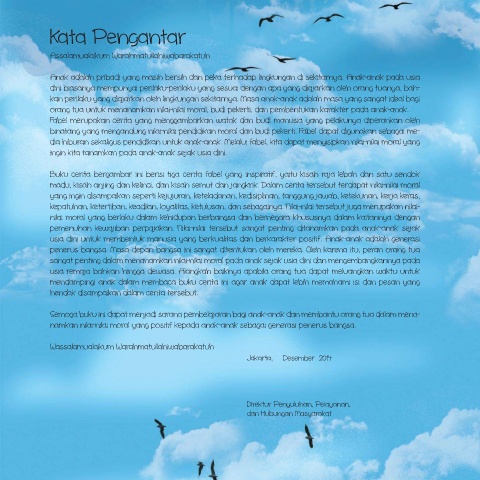 Kata Pengantar
Assalamualaikum Warahmatullahiwabarakatuh
Anak adalah pribadi yang masih bersih dan peka terhadap lingkungan di sekitarnya. Anak-anak pada usia
dini biasanya mempunyai perilaku-perilaku yang sesuai dengan apa yang diajarkan oleh orang tuanya, bah-
kan perilaku yang diajarkan oleh lingkungan sekitarnya. Masa anak-anak adalah masa yang sangat ideal bagi
orang tua untuk menanamkan nilai-nilai moral, budi pekerti, dan pembentukan karakter pada anak-anak.
Fabel merupakan cerita yang menggambarkan watak dan budi manusia yang pelakunya diperankan oleh
binatang yang mengandung nilai-nilai pendidikan moral dan budi pekerti. Fabel dapat digunakan sebagai me-
dia hiburan sekaligus pendidikan untuk anak-anak. Melalui fabel, kita dapat menyisipkan nilai-nilai moral yang
ingin kita tanamkan pada anak-anak sejak usia dini.
Buku cerita bergambar ini berisi tiga cerita fabel yang inspiratif, yaitu kisah raja lebah dan satu sendok
madu, kisah anjing dan kelinci, dan kisah semut dan jangkrik. Dalam cerita tersebut terdapat nilai-nilai moral
yang ingin disampaikan seperti kejujuran, keteladanan, kedisiplinan, tanggung jawab, ketekunan, kerja keras,
kepatuhan, ketertiban, keadilan, loyalitas, ketulusan, dan sebagainya. Nilai-nilai tersebut juga merupakan nilai-
nilai moral yang berlaku dalam kehidupan berbangsa dan bernegara khususnya dalam kaitannya dengan
pemenuhan kewajiban perpajakan. Nilai-nilai tersebut sangat penting ditanamkan pada anak-anak sejak
usia dini untuk membentuk manusia yang berkualitas dan berkarakter positif. Anak-anak adalah generasi
penerus bangsa. Masa depan bangsa ini sangat ditentukan oleh mereka. Oleh karena itu, peran orang tua
sangat penting dalam menanamkan nilai-nilai moral pada anak sejak usia dini dan mengembangkannya pada
usia remaja bahkan hingga dewasa. Alangkah baiknya apabila orang tua dapat meluangkan waktu untuk
mendampingi anak dalam membaca buku cerita ini agar anak dapat lebih memahami isi dan pesan yang
hendak disampaikan dalam cerita tersebut.
Semoga buku ini dapat menjadi sarana pembelajaran bagi anak-anak dan membantu orang tua dalam mena-
namkan nilai-nilai moral yang positif kepada anak-anak sebagai generasi penerus bangsa.
Wassalamualaikum Warahmatullahiwabarakatuh
Jakarta, Desember 2014
Direktur Penyuluhan, Pelayanan,
dan Hubungan Masyarakat